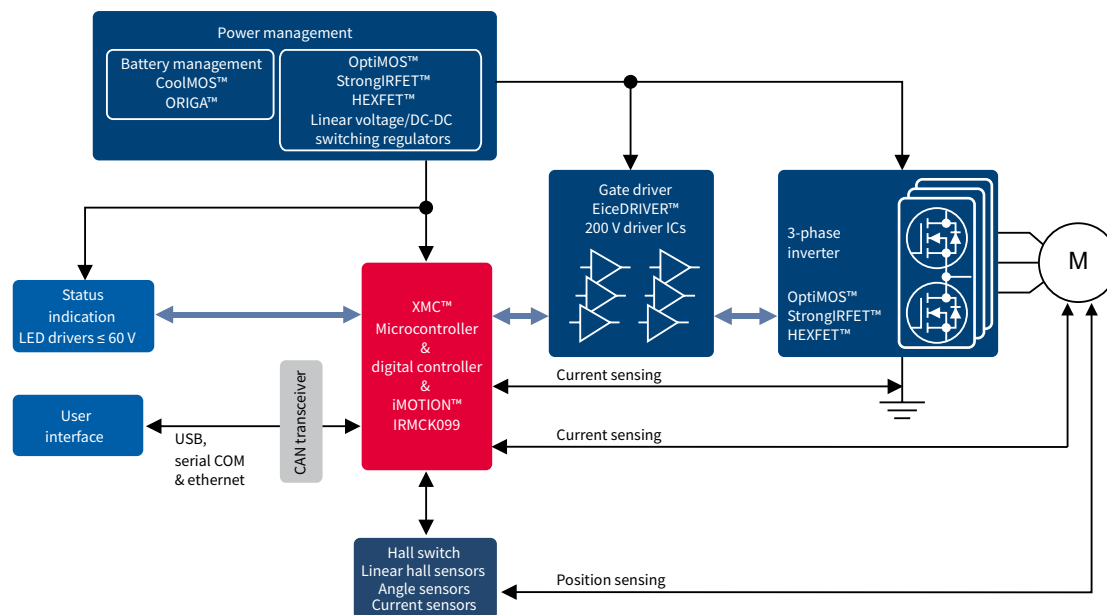 Power management
Battery management
CoolMOS™
ORIGA™
OptiMOS™
StrongIRFET™
HEXFET™
Linear voltage/DC-DC
switching regulators
Gate driver
EiceDRIVER™
200 V driver ICs
3-phase
inverter
OptiMOS™
StrongIRFET™
HEXFET™
M
Status
indication
LED drivers ≤ 60 V
XMC™
Microcontroller
&
digital controller
&
iMOTION™
IRMCK099
User
interface
USB,
serial COM
& ethernet
CAN transceiver
Current sensing
Current sensing
Hall switch
Linear hall sensors
Angle sensors
Current sensors
Position sensing